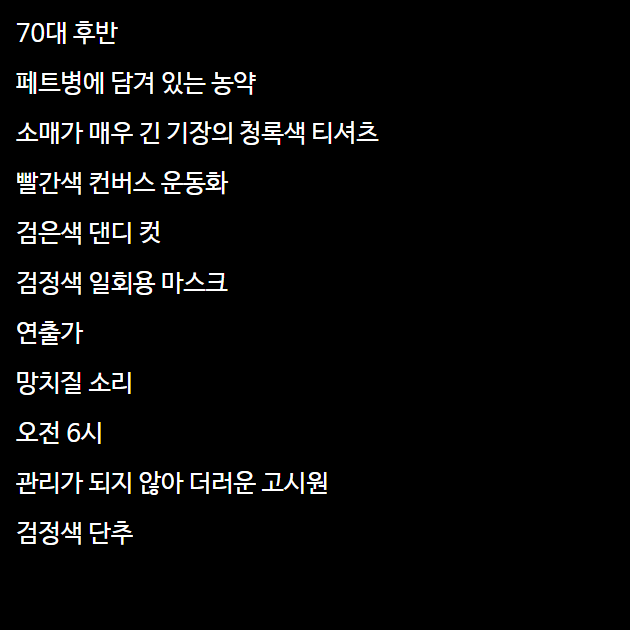 70대 후반
페트병에 담겨 있는 농약
소매가 매우 긴 기장의 청록색 티셔츠
빨간색 컨버스 운동화
검은색 댄디 컷
검정색 일회용 마스크
연출가
망치질 소리
오전 6시
관리가 되지 않아 더러운 고시원
검정색 단추